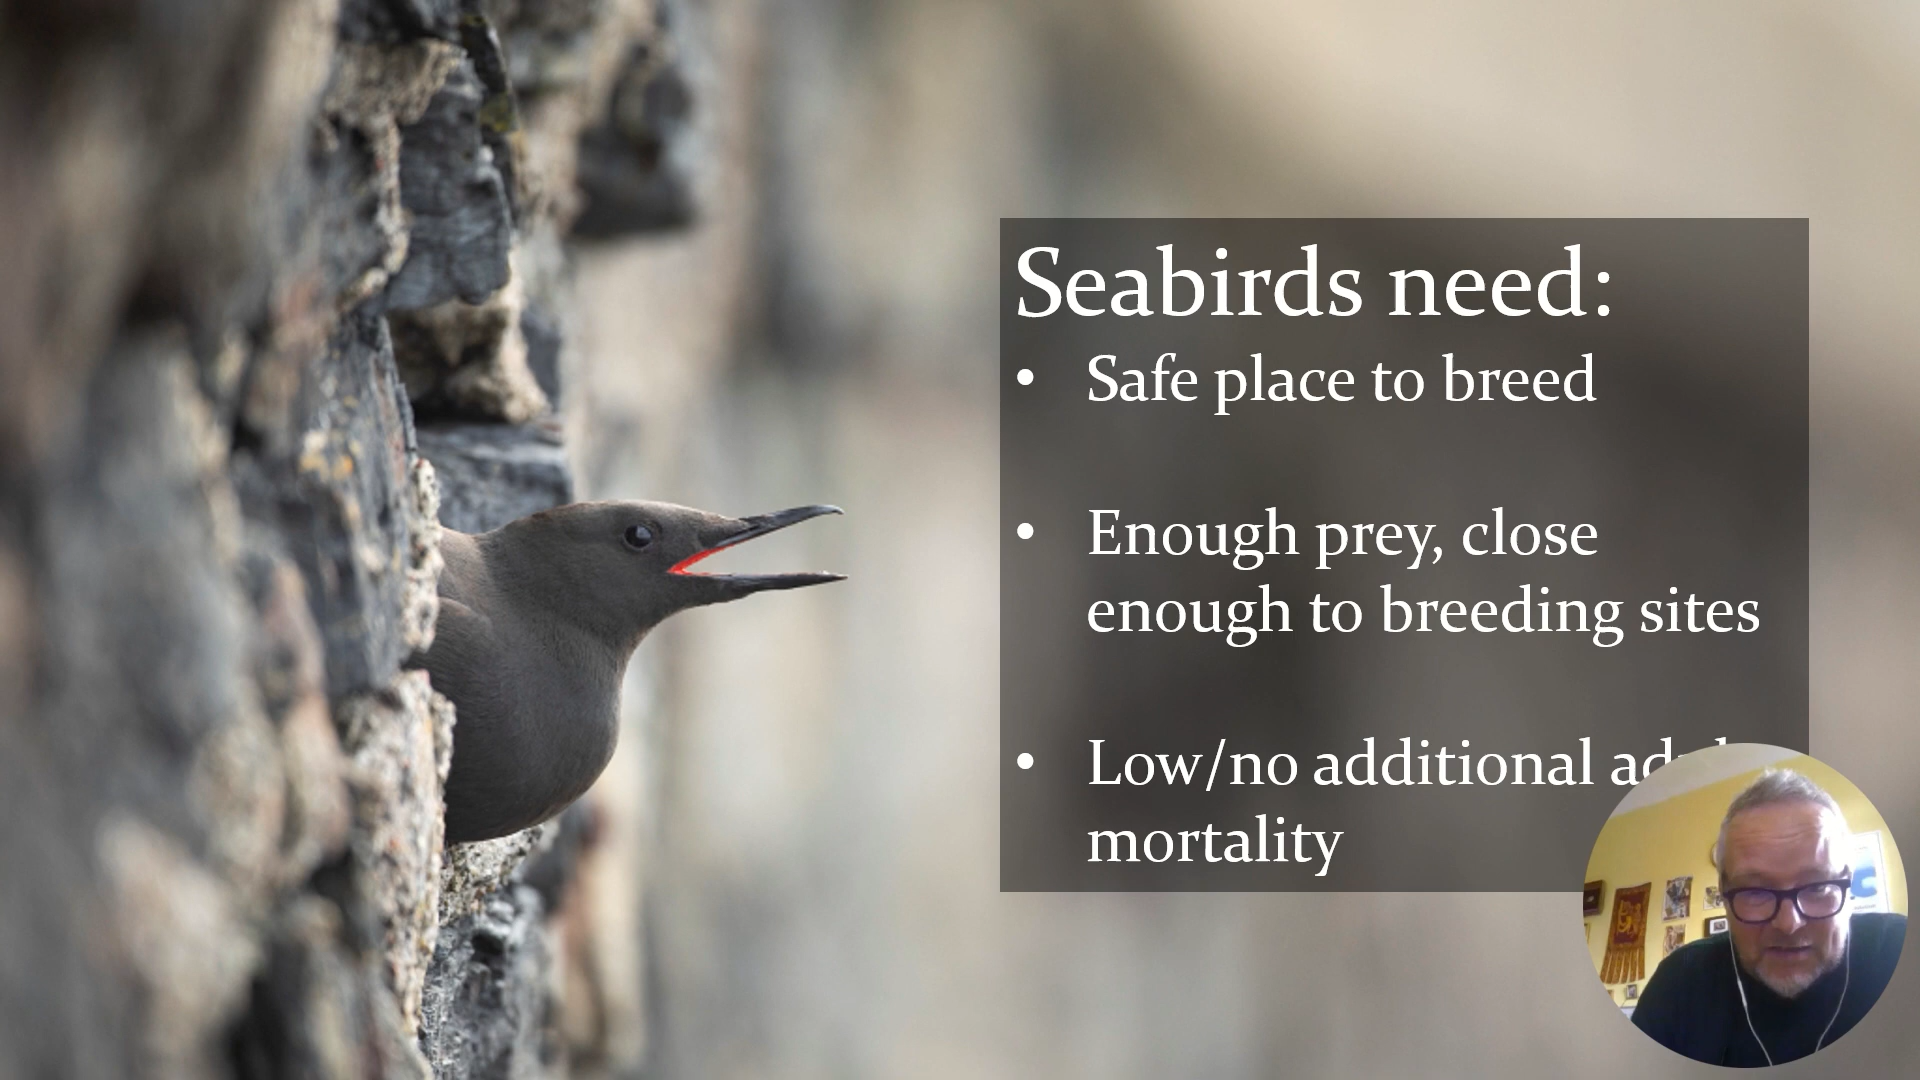 Seabirds need:
• Safe place to breed
• Enough prey, close
enough to breeding sites
• Low/no additional
mortality